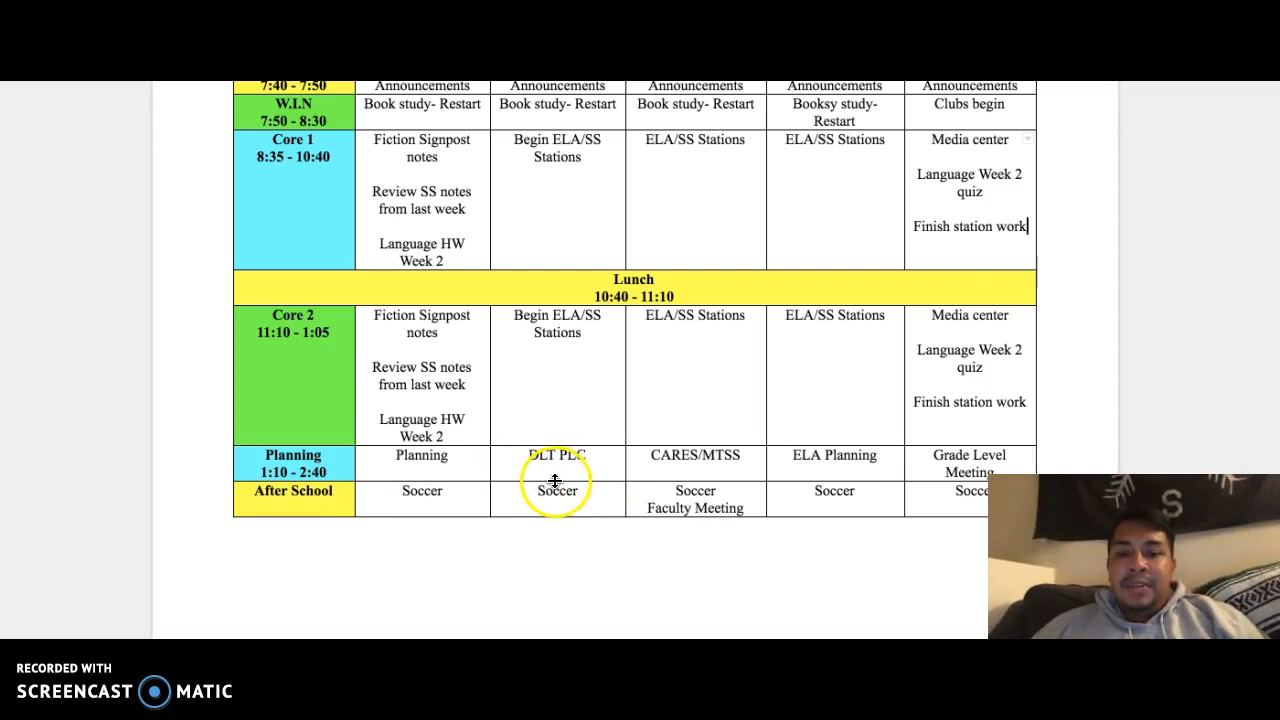 7:40 - 7:50 Announcements Announcements Announcements Announcements Announcements
W.I.N Book study- Restart Book study- Restart Book study- Restart Booksy study- Clubs begin
7:50 - 8:30 Restart
Core 1 Fiction Signpost Begin ELA/SS ELA/SS Stations ELA/SS Stations Media center
8:35 - 10:40 notes Stations
Language Week 2
Review SS notes quiz
from last week
Finish station work
Language HW
Week 2
Lunch
10:40 - 11:10
Core 2 Fiction Signpost Begin ELA/SS ELA/SS Stations ELA/SS Stations Media center
11:10 - 1:05 notes Stations
Language Week 2
Review SS notes quiz
from last week
Finish station work
Language HW
Week 2
Planning Planning DLT PLC CARES/MTSS ELA Planning Grade Level
1:10 - 2:40 Meeting
After School Soccer Soccer Soccer Soccer Socce
Faculty Meeting
S
RECORDED WITH
SCREENCAST MATIC